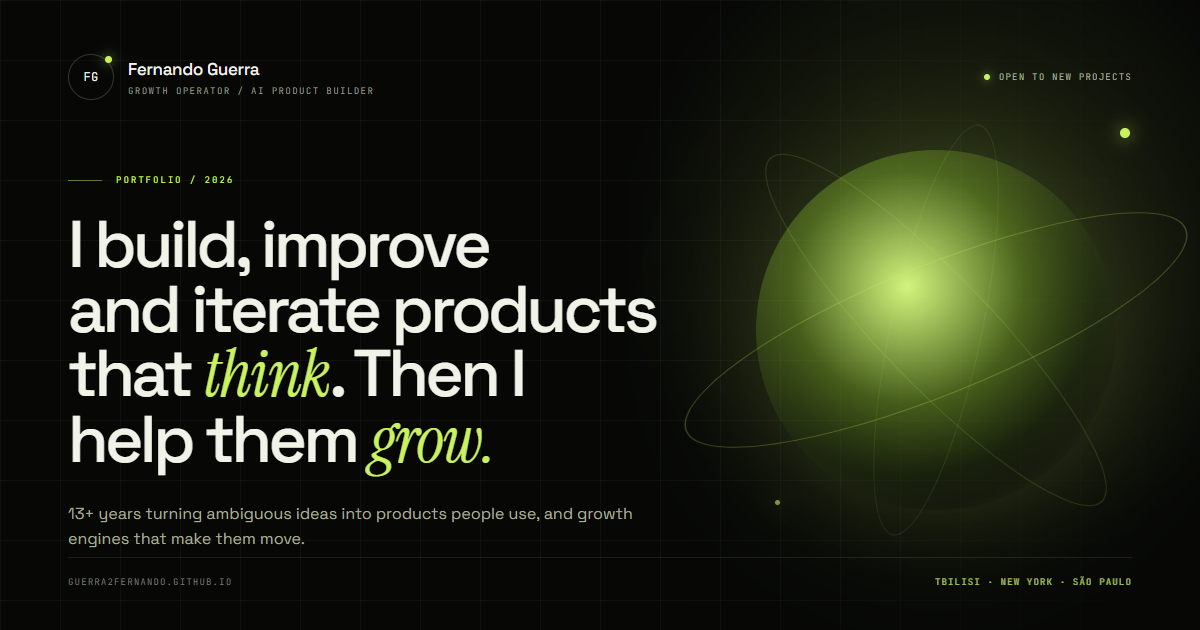 FG
Fernando Guerra
GROWTH OPERATOR / AI PRODUCT BUILDER
OPEN TO NEW PROJECTS
PORTFOLIO / 2026
I build, improve
and iterate products
that think. Then I
help them grow.
13+ years turning ambiguous ideas into products people use, and growth
engines that make them move.
GUERRA2FERNANDO.GITHUB.IO
TBILISI · NEW YORK · SÃO PAULO